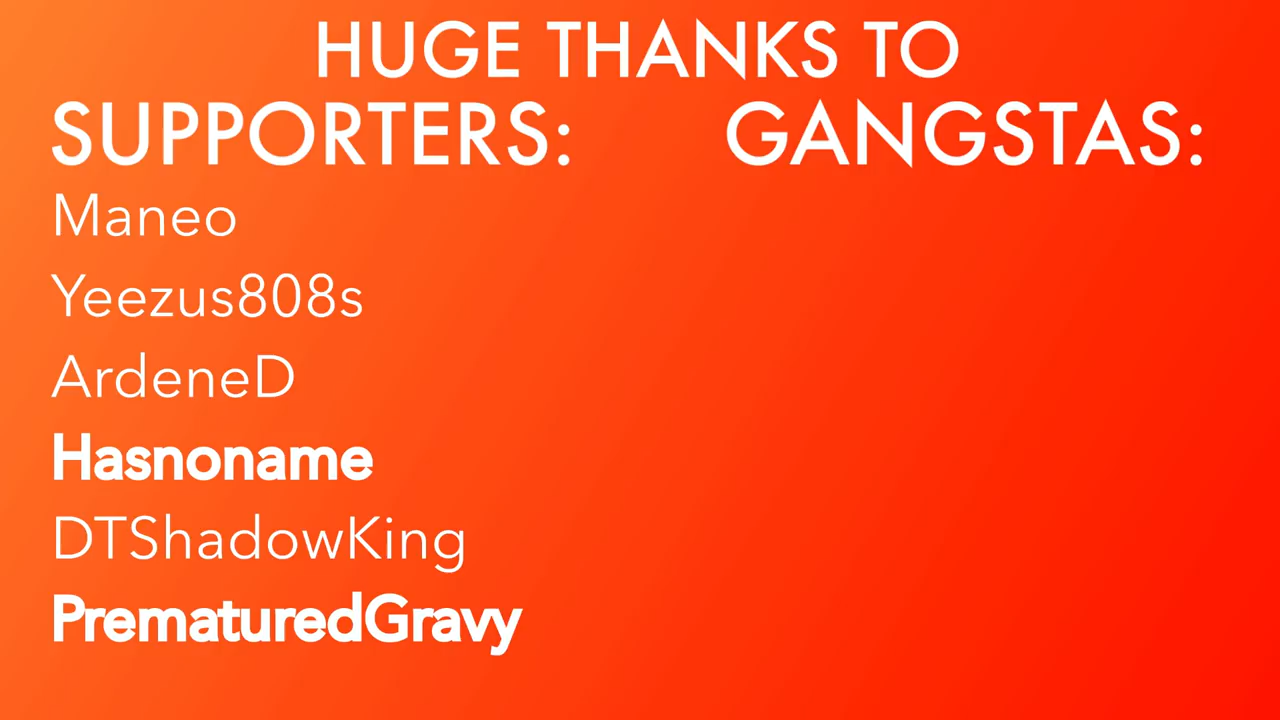 HUGE THANKS TO
SUPPORTERS: GANGSTAS:
Maneo
Yeezus808s
ArdeneD
Hasnoname
DTShadowKing
PrematuredGravy